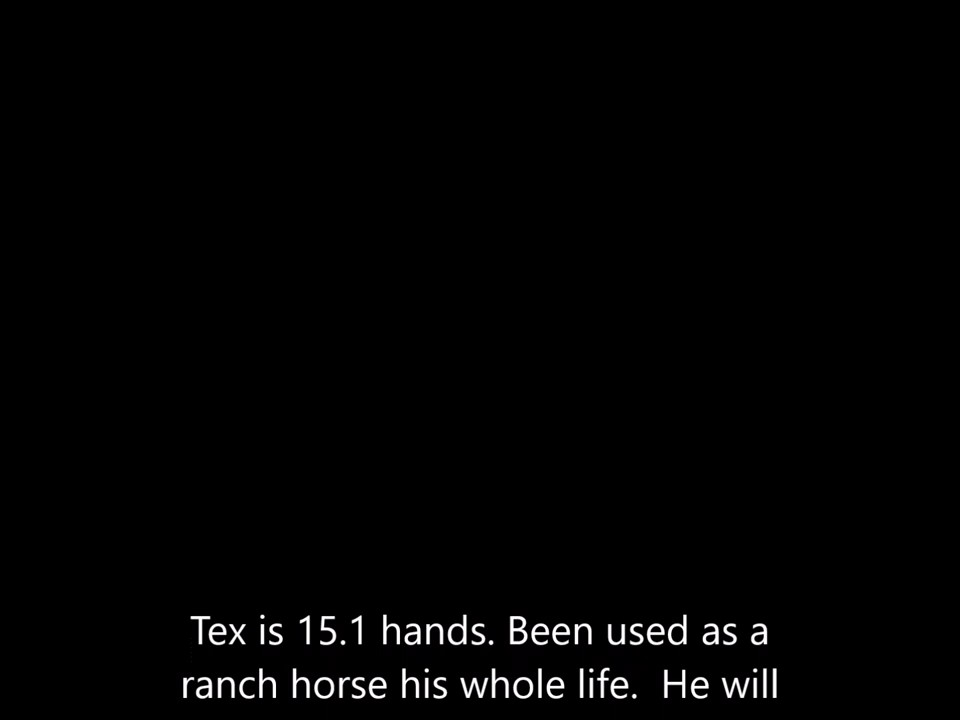 Tex is 15.1 hands. Been used as a
ranch horse his whole life.  He will